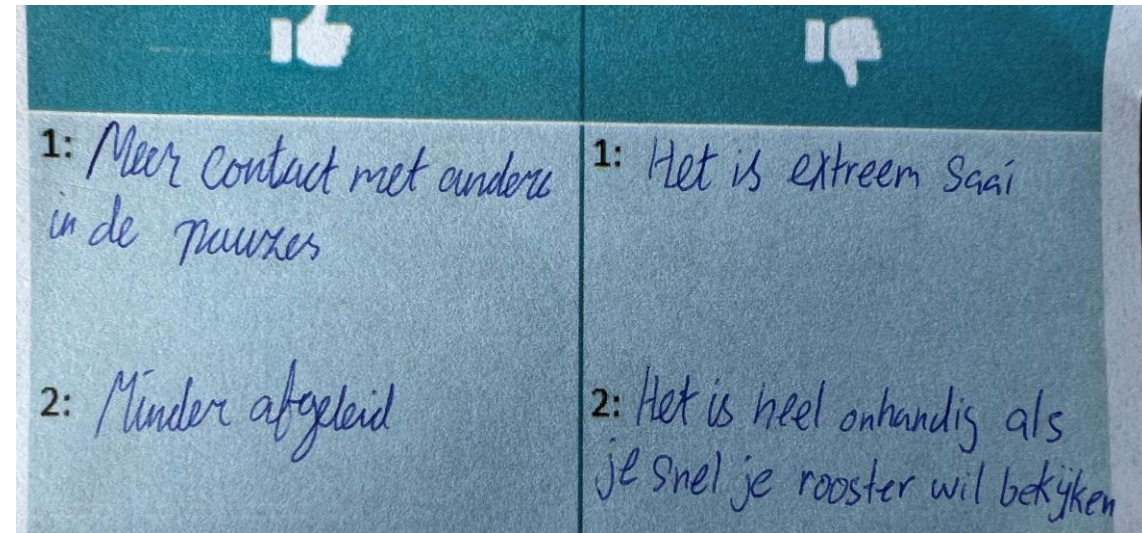 1: Meer contact met andere
in de pauzes
2: Minder afgeleid
1: Het is extreem saai
2: Het is heel onhandig als
je snel je rooster wil bekijken